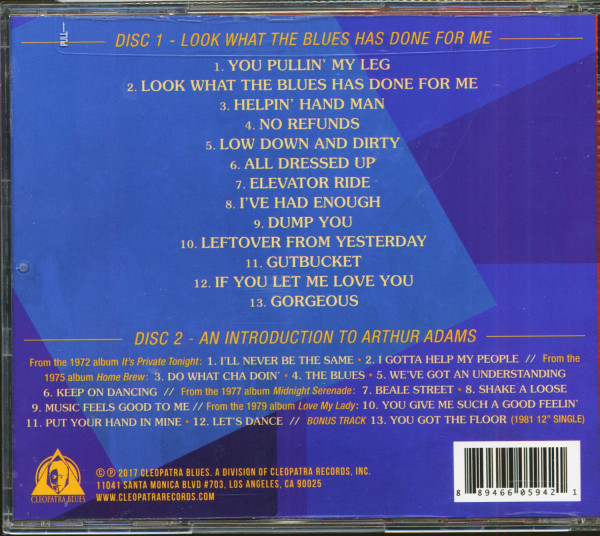 PULL
DISC 1 - LOOK WHAT THE BLUES HAS DONE FOR ME
1. YOU PULLIN' MY LEG
2. LOOK WHAT THE BLUES HAS DONE FOR ME
3. HELPIN' HAND MAN
4. NO REFUNDS
5. LOW DOWN AND DIRTY
6. ALL DRESSED UP
7. ELEVATOR RIDE
8. I'VE HAD ENOUGH
9. DUMP YOU
10. LEFTOVER FROM YESTERDAY
11. GUTBUCKET
12. IF YOU LET ME LOVE YOU
13. GORGEOUS
DISC 2 - AN INTRODUCTION TO ARTHUR ADAMS
From the 1972 album It's Private Tonight: 1. I'LL NEVER BE THE SAME • 2. I GOTTA HELP MY PEOPLE // From the
1975 album Home Brew: 3. DO WHAT CHA DOIN' • 4. THE BLUES • 5. WE'VE GOT AN UNDERSTANDING
6. KEEP ON DANCING // From the 1977 album Midnight Serenade: 7. BEALE STREET • 8. SHAKE A LOOSE
9. MUSIC FEELS GOOD TO ME // From the 1979 album Love My Lady: 10. YOU GIVE ME SUCH A GOOD FEELIN'
11. PUT YOUR HAND IN MINE • 12. LET'S DANCE // BONUS TRACK 13. YOU GOT THE FLOOR (1981 12" SINGLE)
CLEOPATRA BLUES
© ℗ 2017 CLEOPATRA BLUES. A DIVISION OF CLEOPATRA RECORDS, INC.
11041 SANTA MONICA BLVD #703, LOS ANGELES, CA 90025
WWW.CLEOPATRARECORDS.COM
8 89466 05942 1